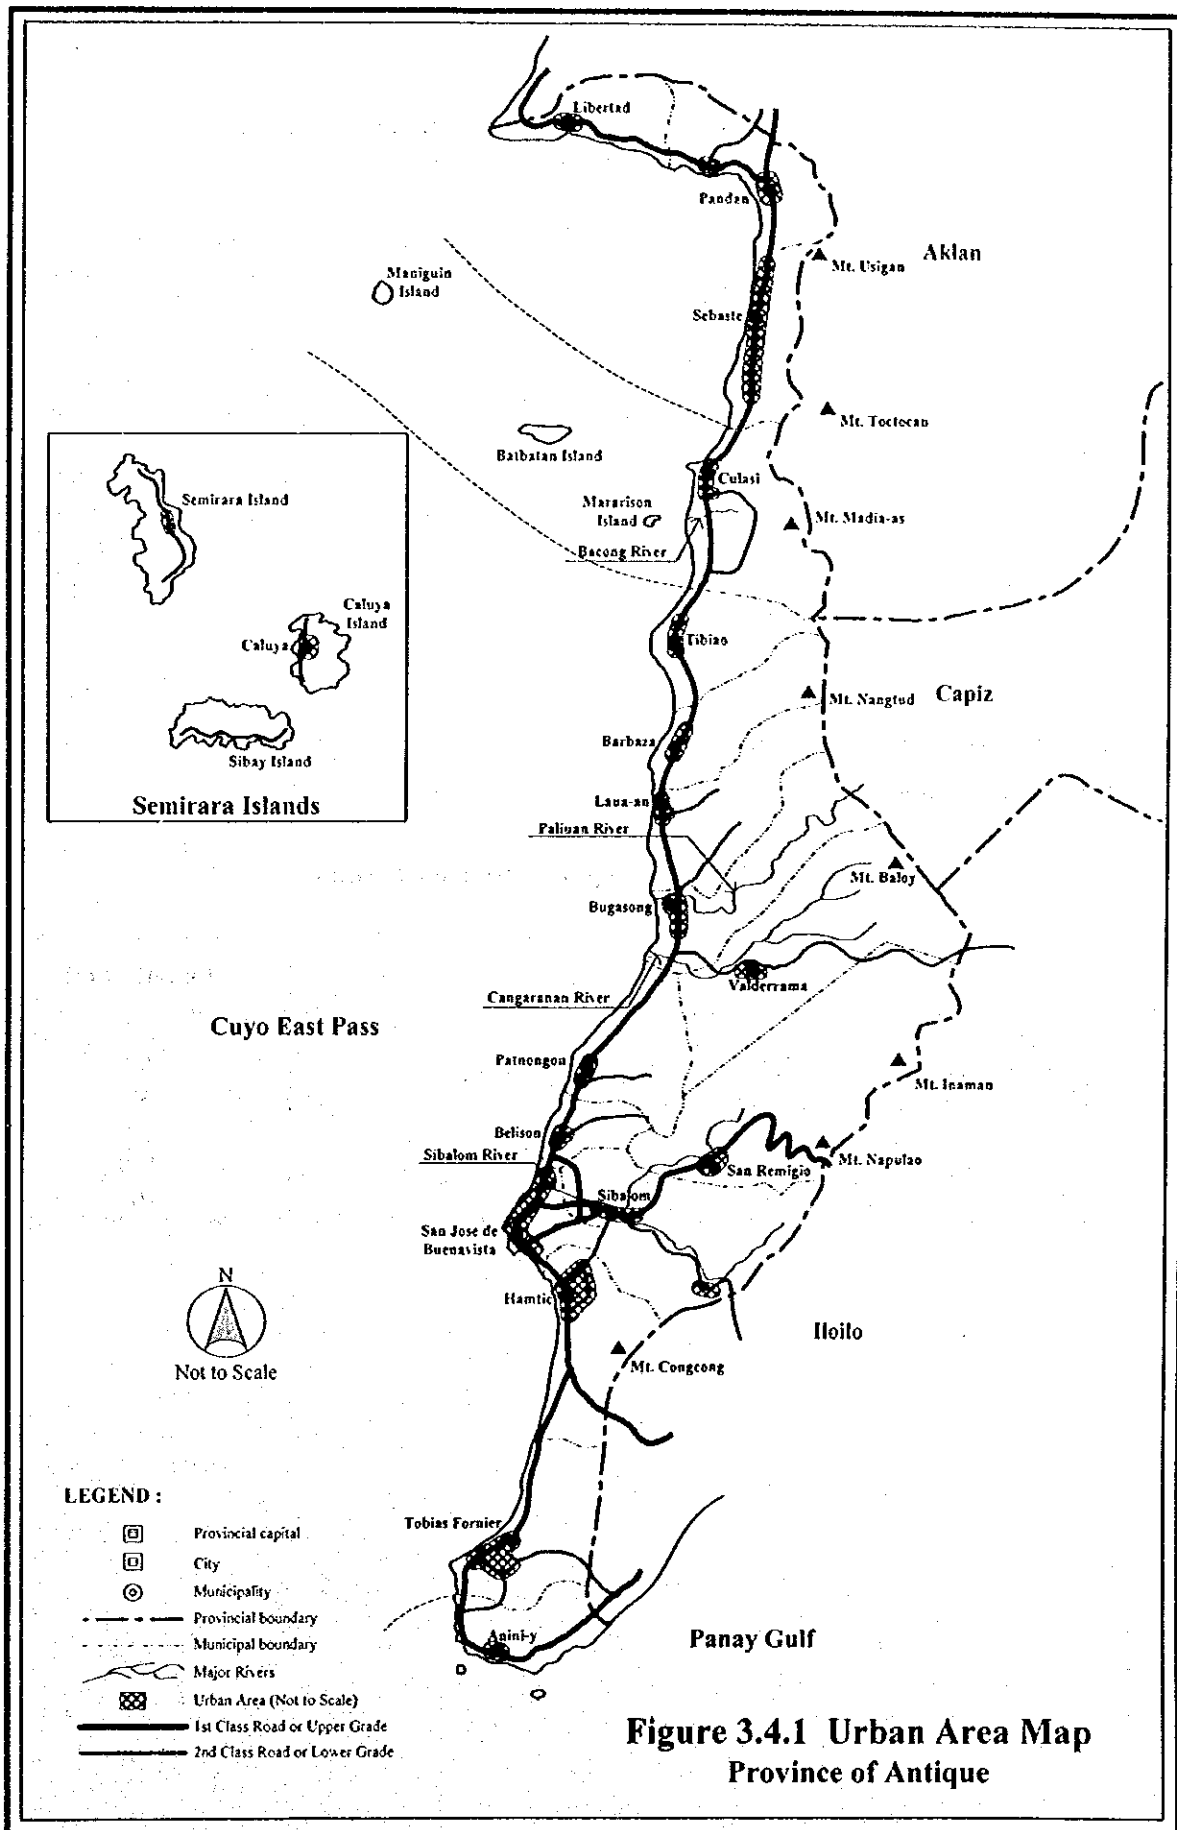 Libertad
Pandan
Mt. Usigan
Aklan
Maniguin
Island
Sebaste
Mt. Toctocan
Batbatan Island
Culasi
Mararison
Island
Mt. Madia-as
Bacong River
Semirara Island
Caluya
Island
Caluya
Sibay Island
Semirara Islands
Tibiao
Mt. Nangtud
Capiz
Barbaza
Laua-an
Paliuan River
Mt. Baloy
Bugasong
Valderrama
Cangaranan River
Cuyo East Pass
Patnongon
Mt. Inaman
Belison
Sibalom River
San Remigio
Mt. Napulao
Sibalom
San Jose de
Buenavista
Hamtic
N
Not to Scale
Iloilo
Mt. Congcong
LEGEND :
Provincial capital
City
Municipality
Provincial boundary
Municipal boundary
Major Rivers
Urban Area (Not to Scale)
1st Class Road or Upper Grade
2nd Class Road or Lower Grade
Tobias Fornier
Anini-y
Panay Gulf
Figure 3.4.1 Urban Area Map
Province of Antique